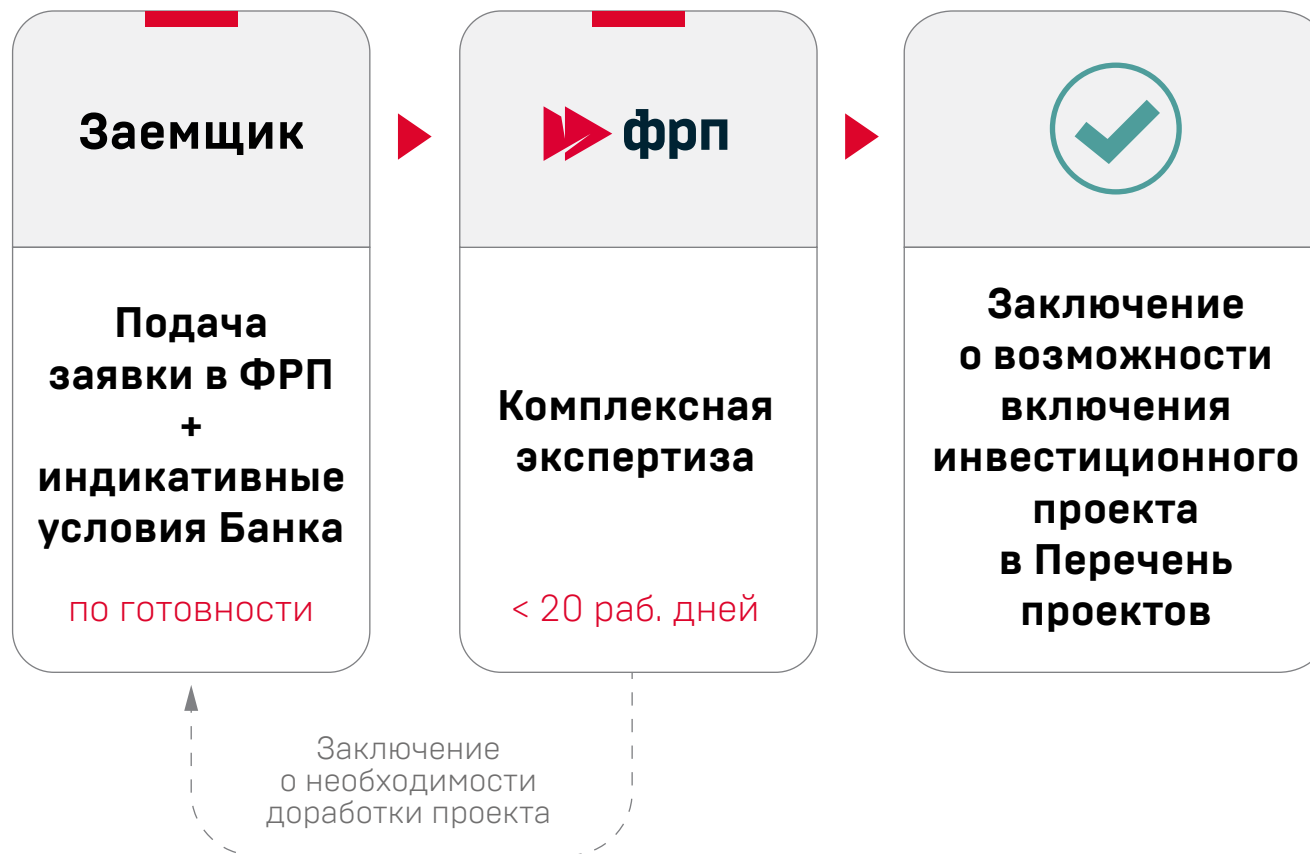 Заемщик
Подача
заявки в ФРП
+
индикативные
условия Банка
по готовности
фрп
Комплексная
экспертиза
< 20 раб. дней
Заключение
о возможности
включения
инвестиционного
проекта
в Перечень
проектов
Заключение
о необходимости
доработки проекта